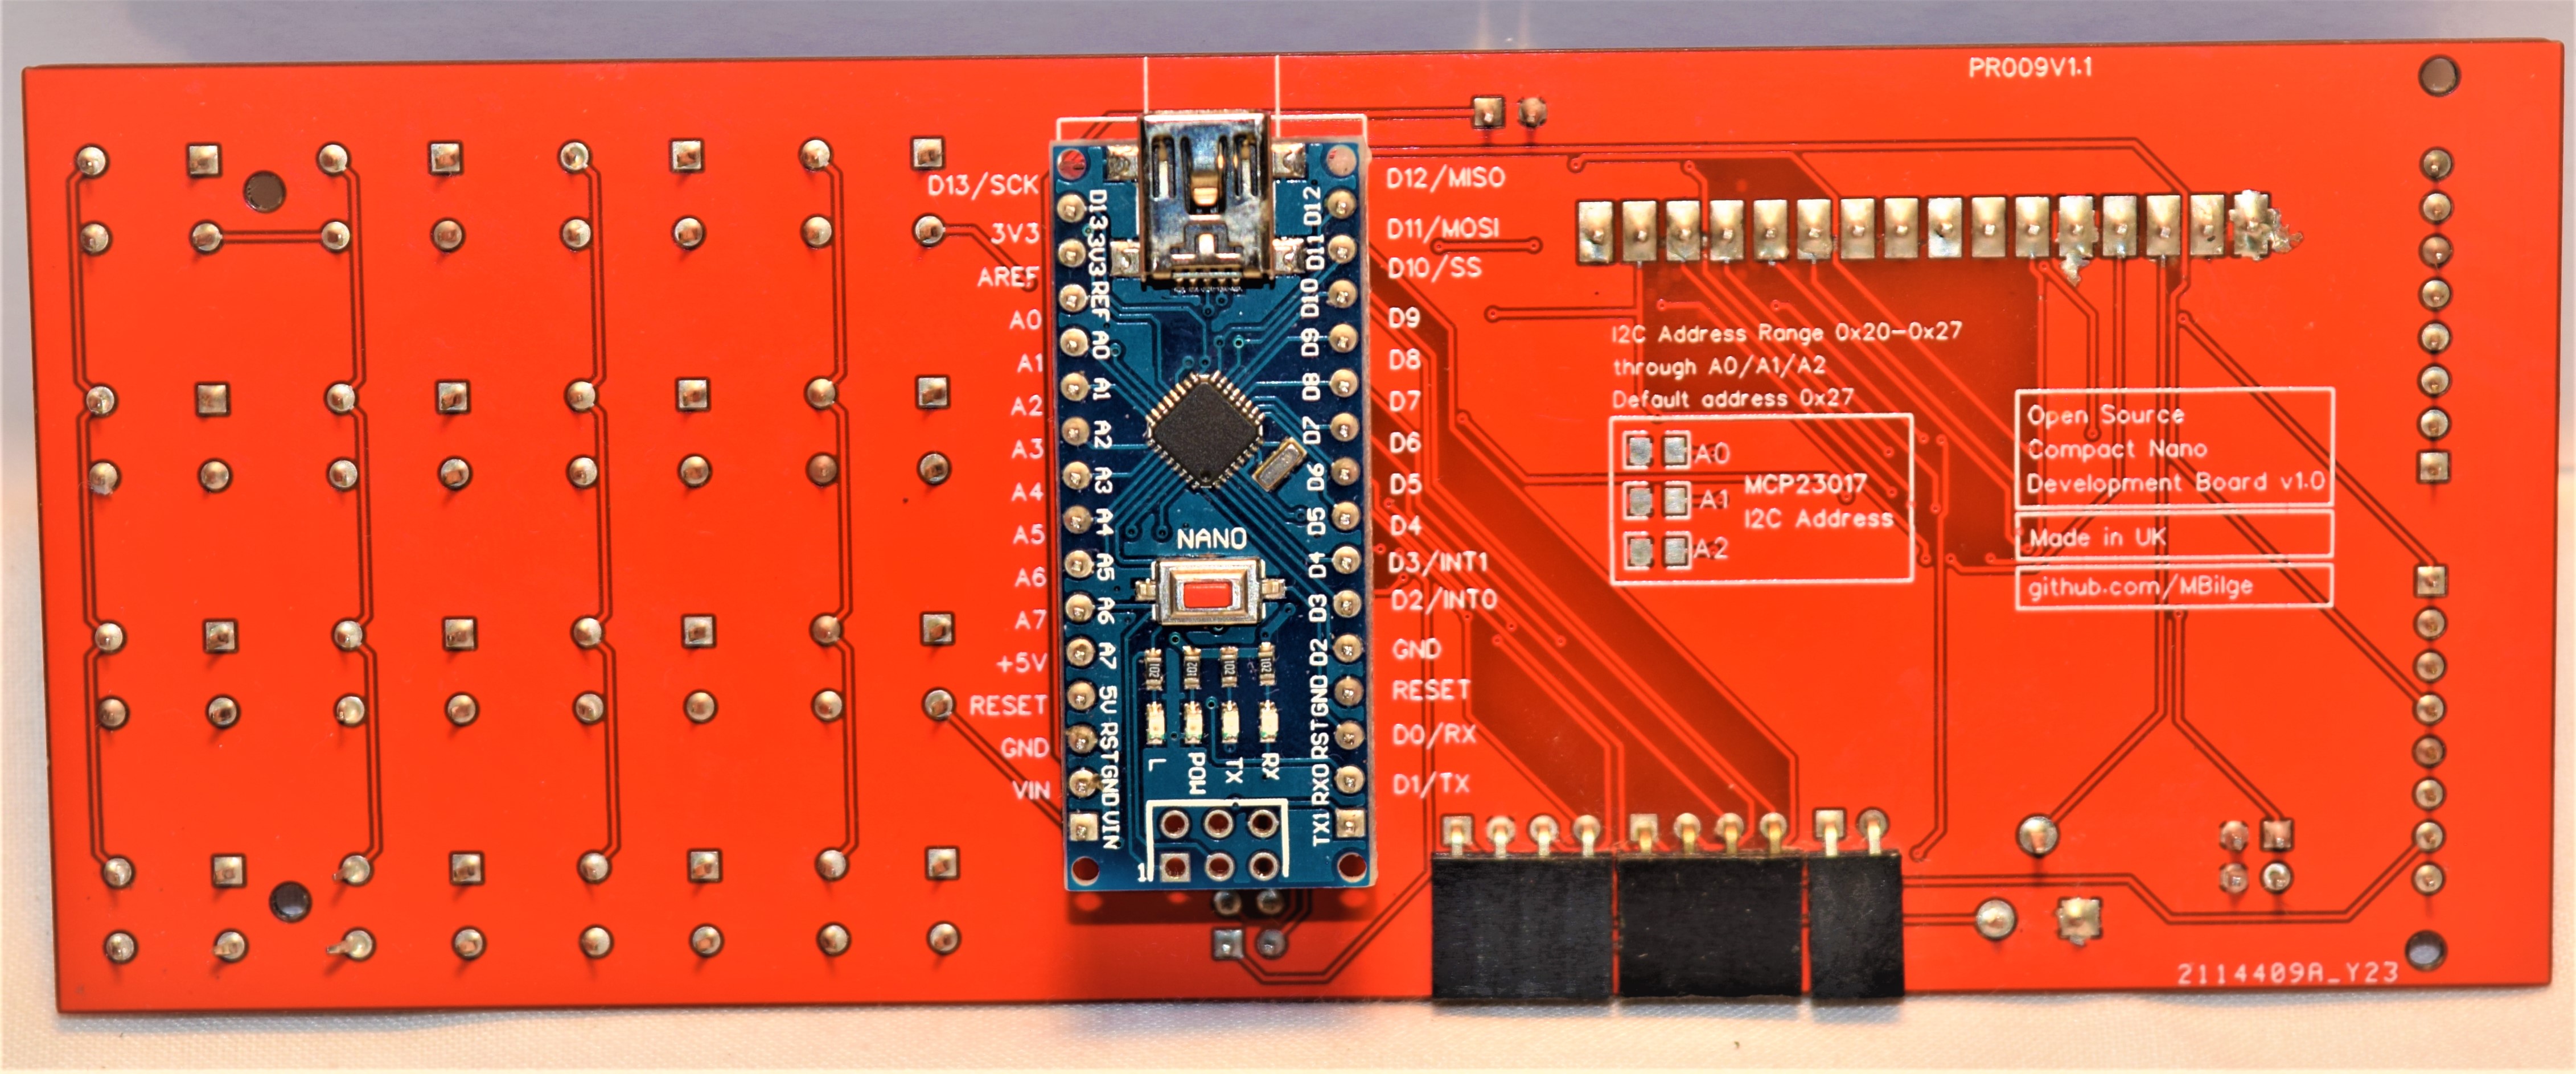 PR009V1.1
D13/SCK
3V3
AREF
A0
A1
A2
A3
A4
A5
A6
A7
+5V
RESET
GND
VIN
D13
3V3
REF
A0
A1
A2
A3
A4
A5
A6
A7
5V
RST
GND
VIN
NANO
102
102
102
102
L
POW
TX
RX
1
D12
D11
D10
D9
D8
D7
D6
D5
D4
D3
D2
GND
RST
RX0
TX1
D12/MISO
D11/MOSI
D10/SS
D9
D8
D7
D6
D5
D4
D3/INT1
D2/INT0
GND
RESET
D0/RX
D1/TX
I2C Address Range 0x20-0x27
through A0/A1/A2
Default address 0x27
A0
A1
A2
MCP23017
I2C Address
Open Source
Compact Nano
Development Board v1.0
Made in UK
github.com/MBilge
2114409A_Y23